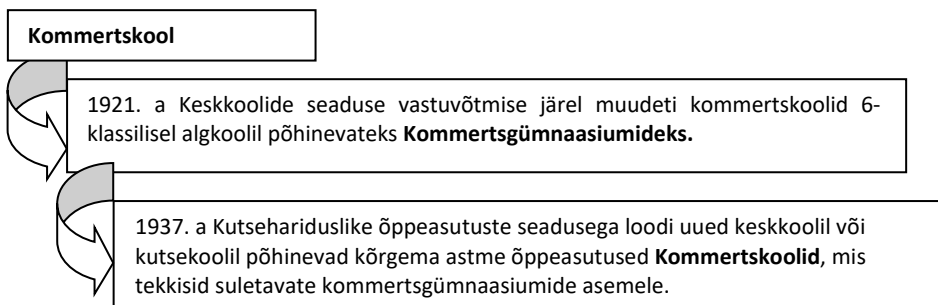 Kommertskool
1921. a Keskkoolide seaduse vastuvõtmise järel muudeti kommertskoolid 6-
klassilisel algkoolil põhinevateks Kommertsgümnaasiumideks.
1937. a Kutsehariduslike õppeasutuste seadusega loodi uued keskkoolil või
kutsekoolil põhinevad kõrgema astme õppeasutused Kommertskoolid, mis
tekkisid suletavate kommertsgümnaasiumide asemele.